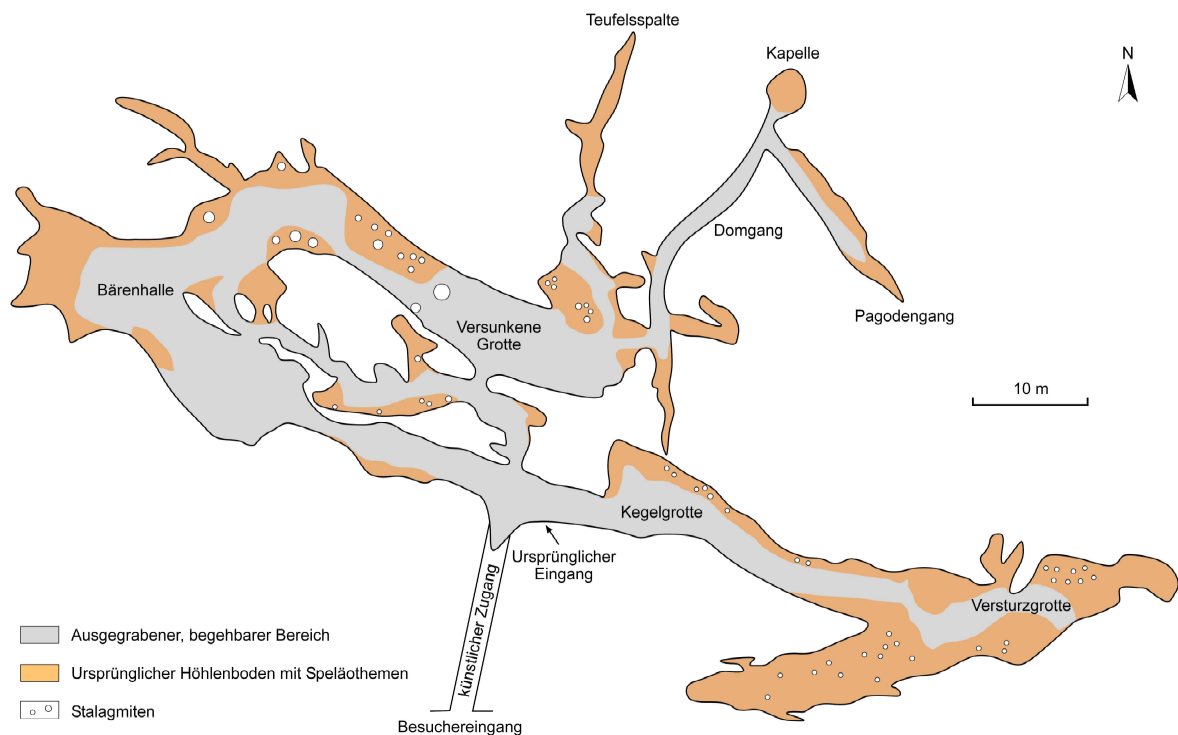 Teufelsspalte
Kapelle
N
Domgang
Bärenhalle
Pagodengang
Versunkene
Grotte
10 m
Kegelgrotte
Ursprünglicher
Eingang
künstlicher Zugang
Versturzgrotte
Ausgegrabener, begehbarer Bereich
Ursprünglicher Höhlenboden mit Speläothemen
Stalagmiten
Besuchereingang